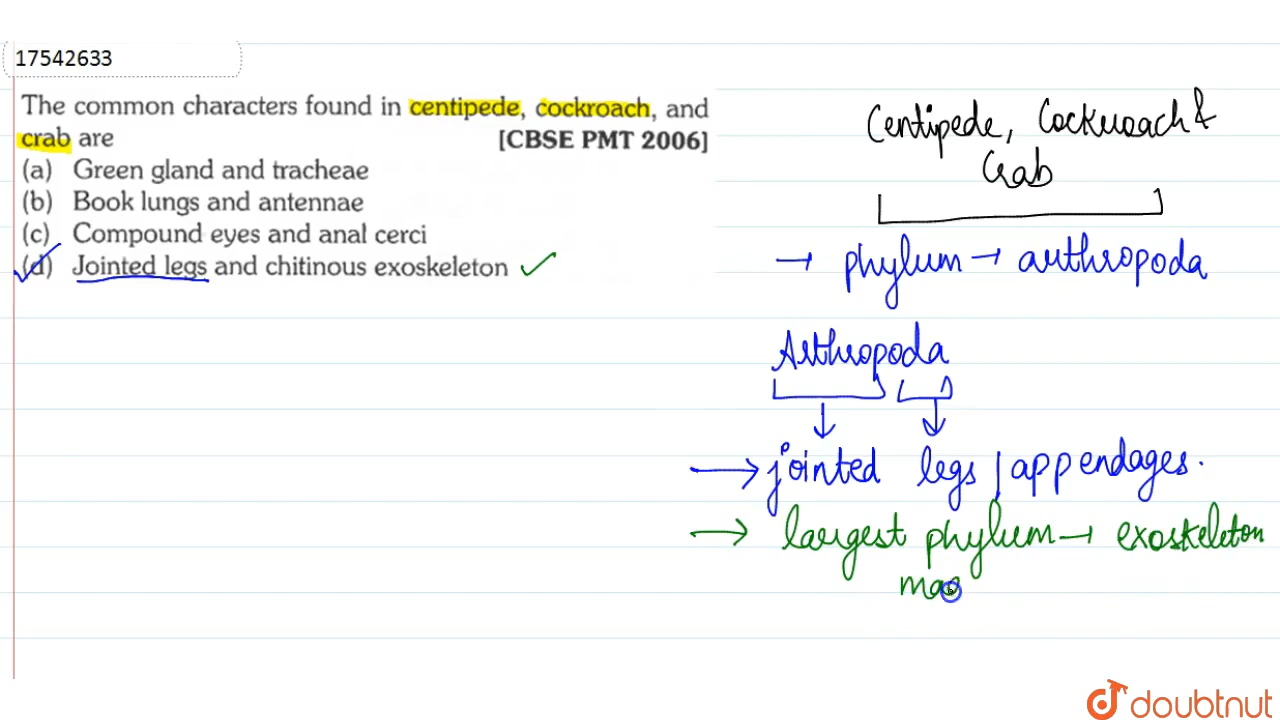 17542633
The common characters found in centipede, cockroach, and
crab are [CBSE PMT 2006]
(a) Green gland and tracheae
(b) Book lungs and antennae
(c) Compound eyes and anal cerci
(d) Jointed legs and chitinous exoskeleton
Centipede, Cockroach &
Crab
→ phylum → arthropoda
Arthropoda
→ jointed legs / appendages.
→ largest phylum → exoskeleton
doubtnut